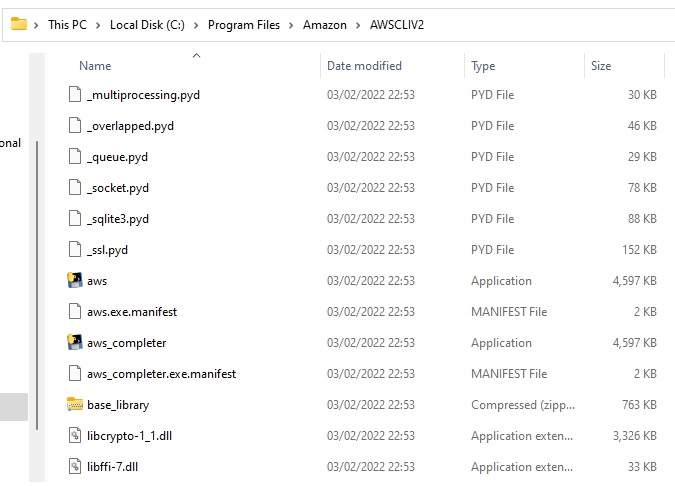 This PC > Local Disk (C:) > Program Files > Amazon > AWSCLIV2
Name Date modified Type Size
_multiprocessing.pyd 03/02/2022 22:53 PYD File 30 KB
_overlapped.pyd 03/02/2022 22:53 PYD File 46 KB
onal
_queue.pyd 03/02/2022 22:53 PYD File 29 KB
_socket.pyd 03/02/2022 22:53 PYD File 78 KB
_sqlite3.pyd 03/02/2022 22:53 PYD File 88 KB
_ssl.pyd 03/02/2022 22:53 PYD File 152 KB
aws 03/02/2022 22:53 Application 4,597 KB
aws.exe.manifest 03/02/2022 22:53 MANIFEST File 2 KB
aws_completer 03/02/2022 22:53 Application 4,597 KB
aws_completer.exe.manifest 03/02/2022 22:53 MANIFEST File 2 KB
base_library 03/02/2022 22:53 Compressed (zipp... 763 KB
libcrypto-1_1.dll 03/02/2022 22:53 Application exten... 3,326 KB
libffi-7.dll 03/02/2022 22:53 Application exten... 33 KB